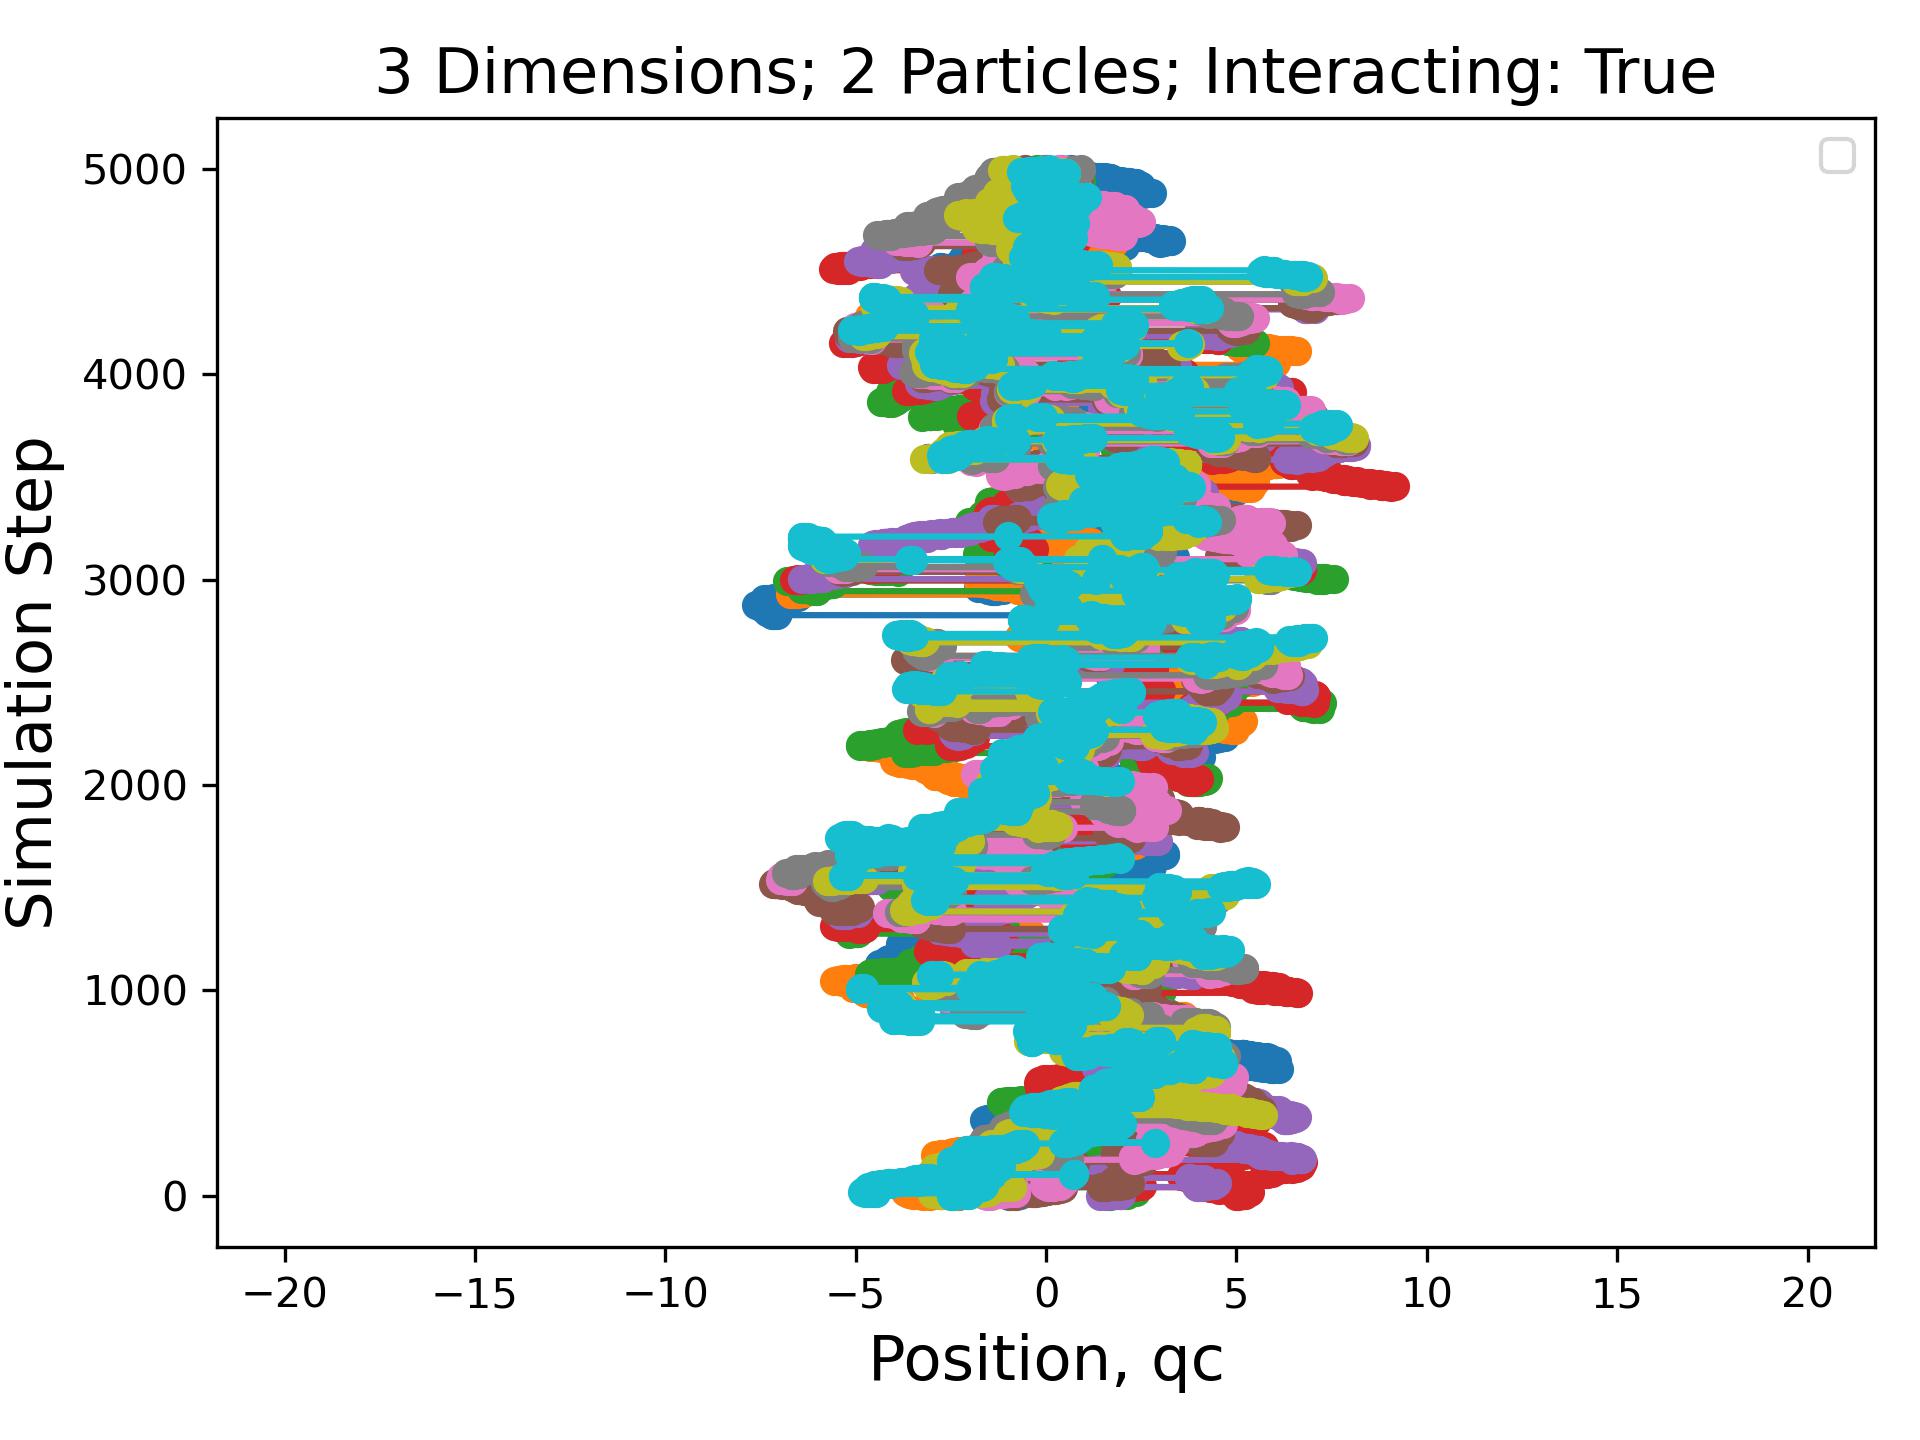 3 Dimensions; 2 Particles; Interacting: True
5000
4000
3000
2000
1000
0
Simulation Step
−20 −15 −10 −5 0 5 10 15 20
Position, qc